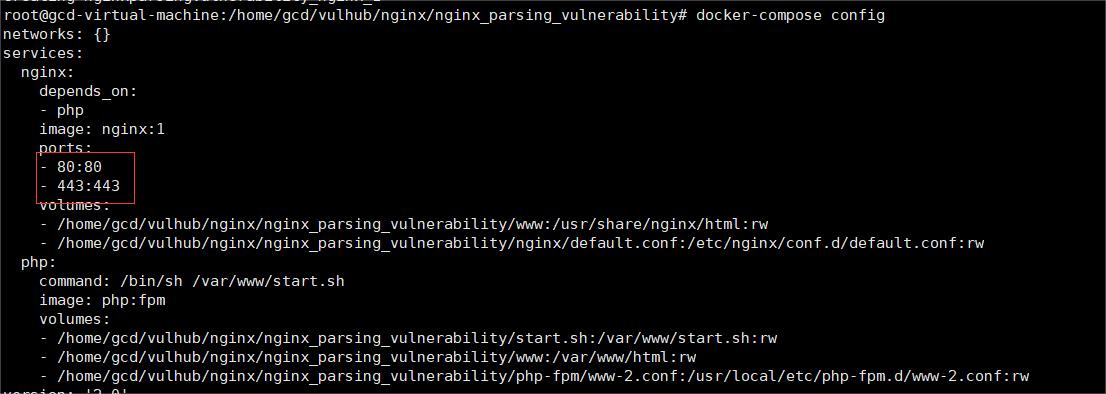 root@gcd-virtual-machine:/home/gcd/vulhub/nginx/nginx_parsing_vulnerability# docker-compose config
networks: {}
services:
  nginx:
    depends_on:
    - php
    image: nginx:1
    ports:
    - 80:80
    - 443:443
    volumes:
    - /home/gcd/vulhub/nginx/nginx_parsing_vulnerability/www:/usr/share/nginx/html:rw
    - /home/gcd/vulhub/nginx/nginx_parsing_vulnerability/nginx/default.conf:/etc/nginx/conf.d/default.conf:rw
  php:
    command: /bin/sh /var/www/start.sh
    image: php:fpm
    volumes:
    - /home/gcd/vulhub/nginx/nginx_parsing_vulnerability/start.sh:/var/www/start.sh:rw
    - /home/gcd/vulhub/nginx/nginx_parsing_vulnerability/www:/var/www/html:rw
    - /home/gcd/vulhub/nginx/nginx_parsing_vulnerability/php-fpm/www-2.conf:/usr/local/etc/php-fpm.d/www-2.conf:rw
version: '2.0'